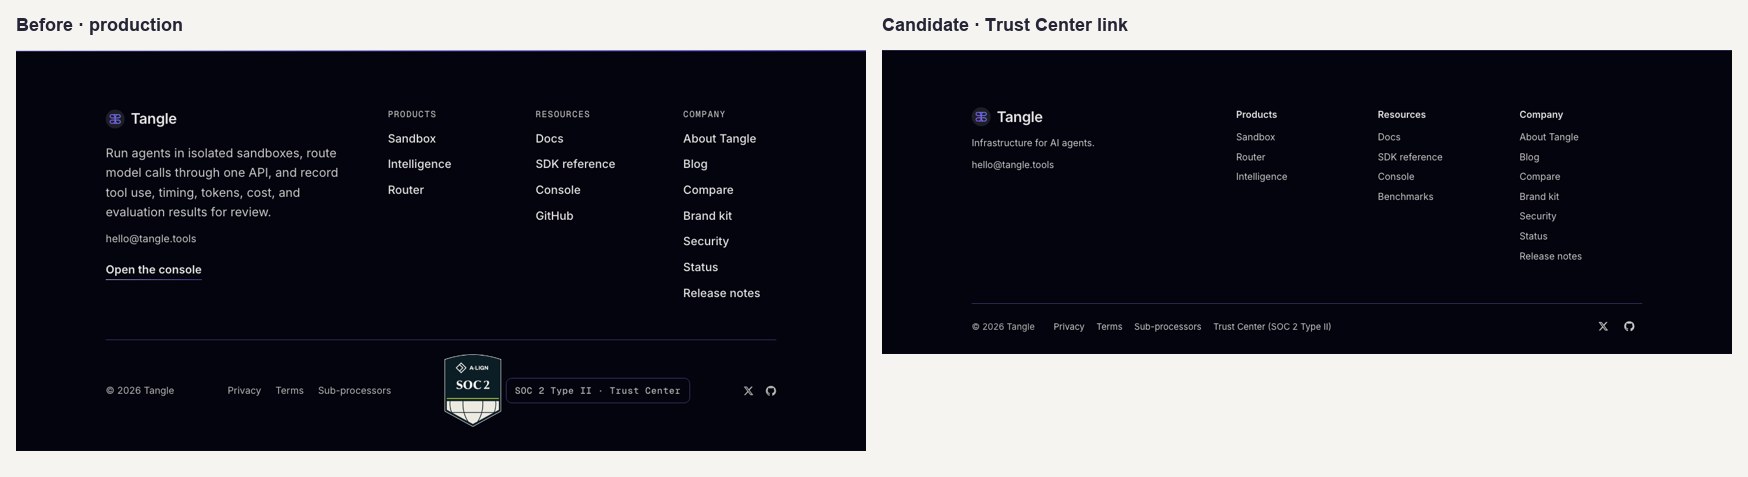 Before · production
Tangle
Run agents in isolated sandboxes, route
model calls through one API, and record
tool use, timing, tokens, cost, and
evaluation results for review.
hello@tangle.tools
Open the console
PRODUCTS
Sandbox
Intelligence
Router
RESOURCES
Docs
SDK reference
Console
GitHub
COMPANY
About Tangle
Blog
Compare
Brand kit
Security
Status
Release notes
© 2026 Tangle
Privacy
Terms
Sub-processors
A-LIGN
SOC 2
SOC 2 Type II · Trust Center
Candidate · Trust Center link
Tangle
Infrastructure for AI agents.
hello@tangle.tools
Products
Sandbox
Router
Intelligence
Resources
Docs
SDK reference
Console
Benchmarks
Company
About Tangle
Blog
Compare
Brand kit
Security
Status
Release notes
© 2026 Tangle
Privacy
Terms
Sub-processors
Trust Center (SOC 2 Type II)